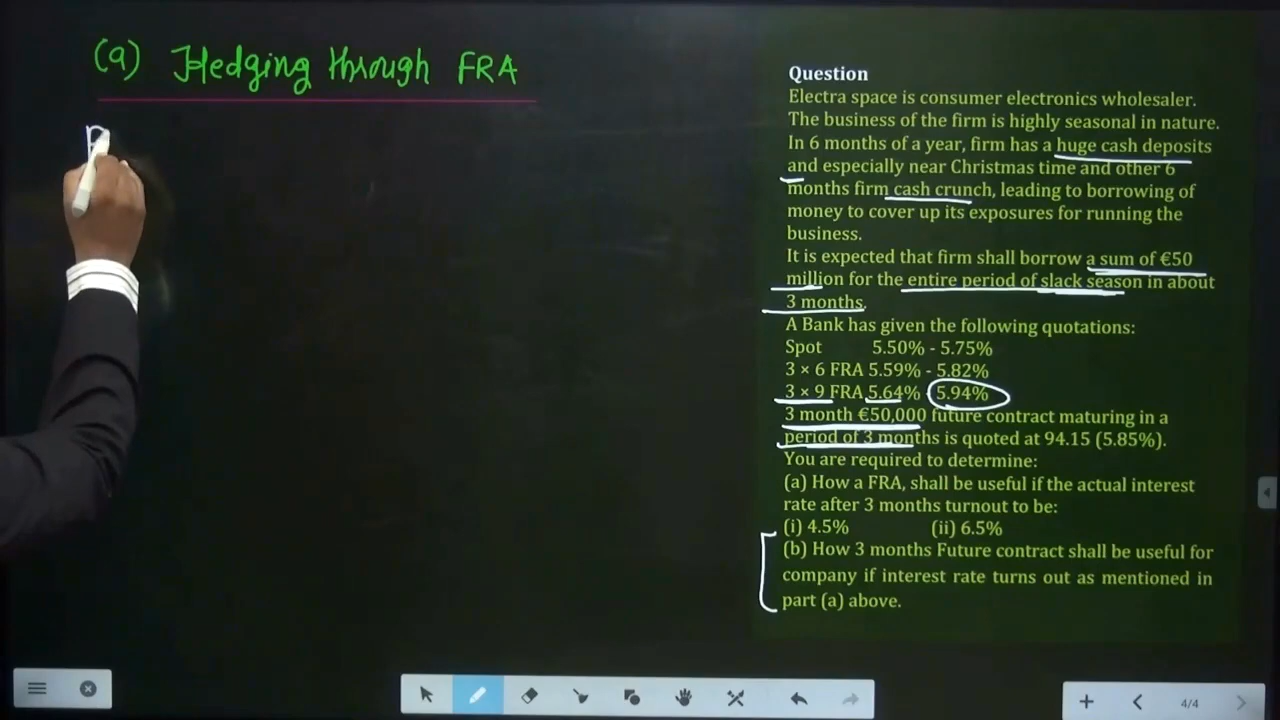 (a) Hedging through FRA
Question
Electra space is consumer electronics wholesaler.
The business of the firm is highly seasonal in nature.
In 6 months of a year, firm has a huge cash deposits
and especially near Christmas time and other 6
months firm cash crunch, leading to borrowing of
money to cover up its exposures for running the
business.
It is expected that firm shall borrow a sum of €50
million for the entire period of slack season in about
3 months.
A Bank has given the following quotations:
Spot 5.50% - 5.75%
3 × 6 FRA 5.59% - 5.82%
3 × 9 FRA 5.64% - 5.94%
3 month €50,000 future contract maturing in a
period of 3 months is quoted at 94.15 (5.85%).
You are required to determine:
(a) How a FRA, shall be useful if the actual interest
rate after 3 months turnout to be:
(i) 4.5% (ii) 6.5%
(b) How 3 months Future contract shall be useful for
company if interest rate turns out as mentioned in
part (a) above.
4/4